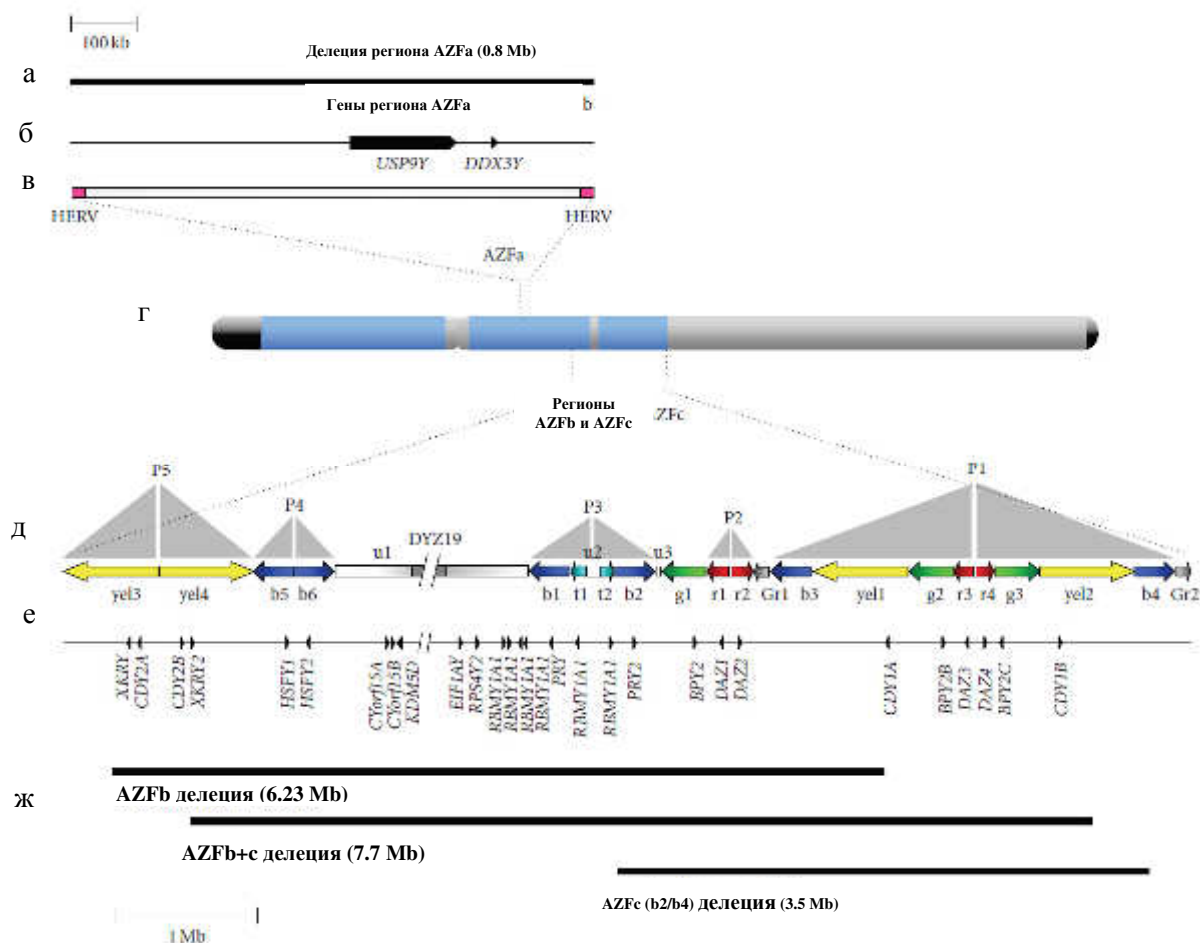 100 kb
Делеция региона AZFa (0.8 Mb)
а
Гены региона AZFa
b
б
USP9Y DDX3Y
в
HERV HERV
AZFa
г
Регионы
AZFb и AZFc
ZFc
P5 P1
P4 P3 P2
д
u1 DYZ19 u2 u3
yel3 yel4 b5 b6 b1 t1 t2 b2 g1 r1 r2 Gr1 b3 yel1 g2 r3 r4 g3 yel2 b4 Gr2
е
XKRY CDY2A CDY2B XKRY2 HSF1 HSF2 CYorf15A CYorf15B KDM5D EIF1AY RPS4Y2 RBMY1A1 RBMY1A1 RBMY1A1 RBMY1A1 PRY RBMY1A1 RBMY1A1 PRY2 BPY2 DAZ1 DAZ2 CDY1A BPY2B DAZ3 DAZ4 BPY2C CDY1B
ж
AZFb делеция (6.23 Mb)
AZFb+c делеция (7.7 Mb)
AZFc (b2/b4) делеция (3.5 Mb)
1 Mb